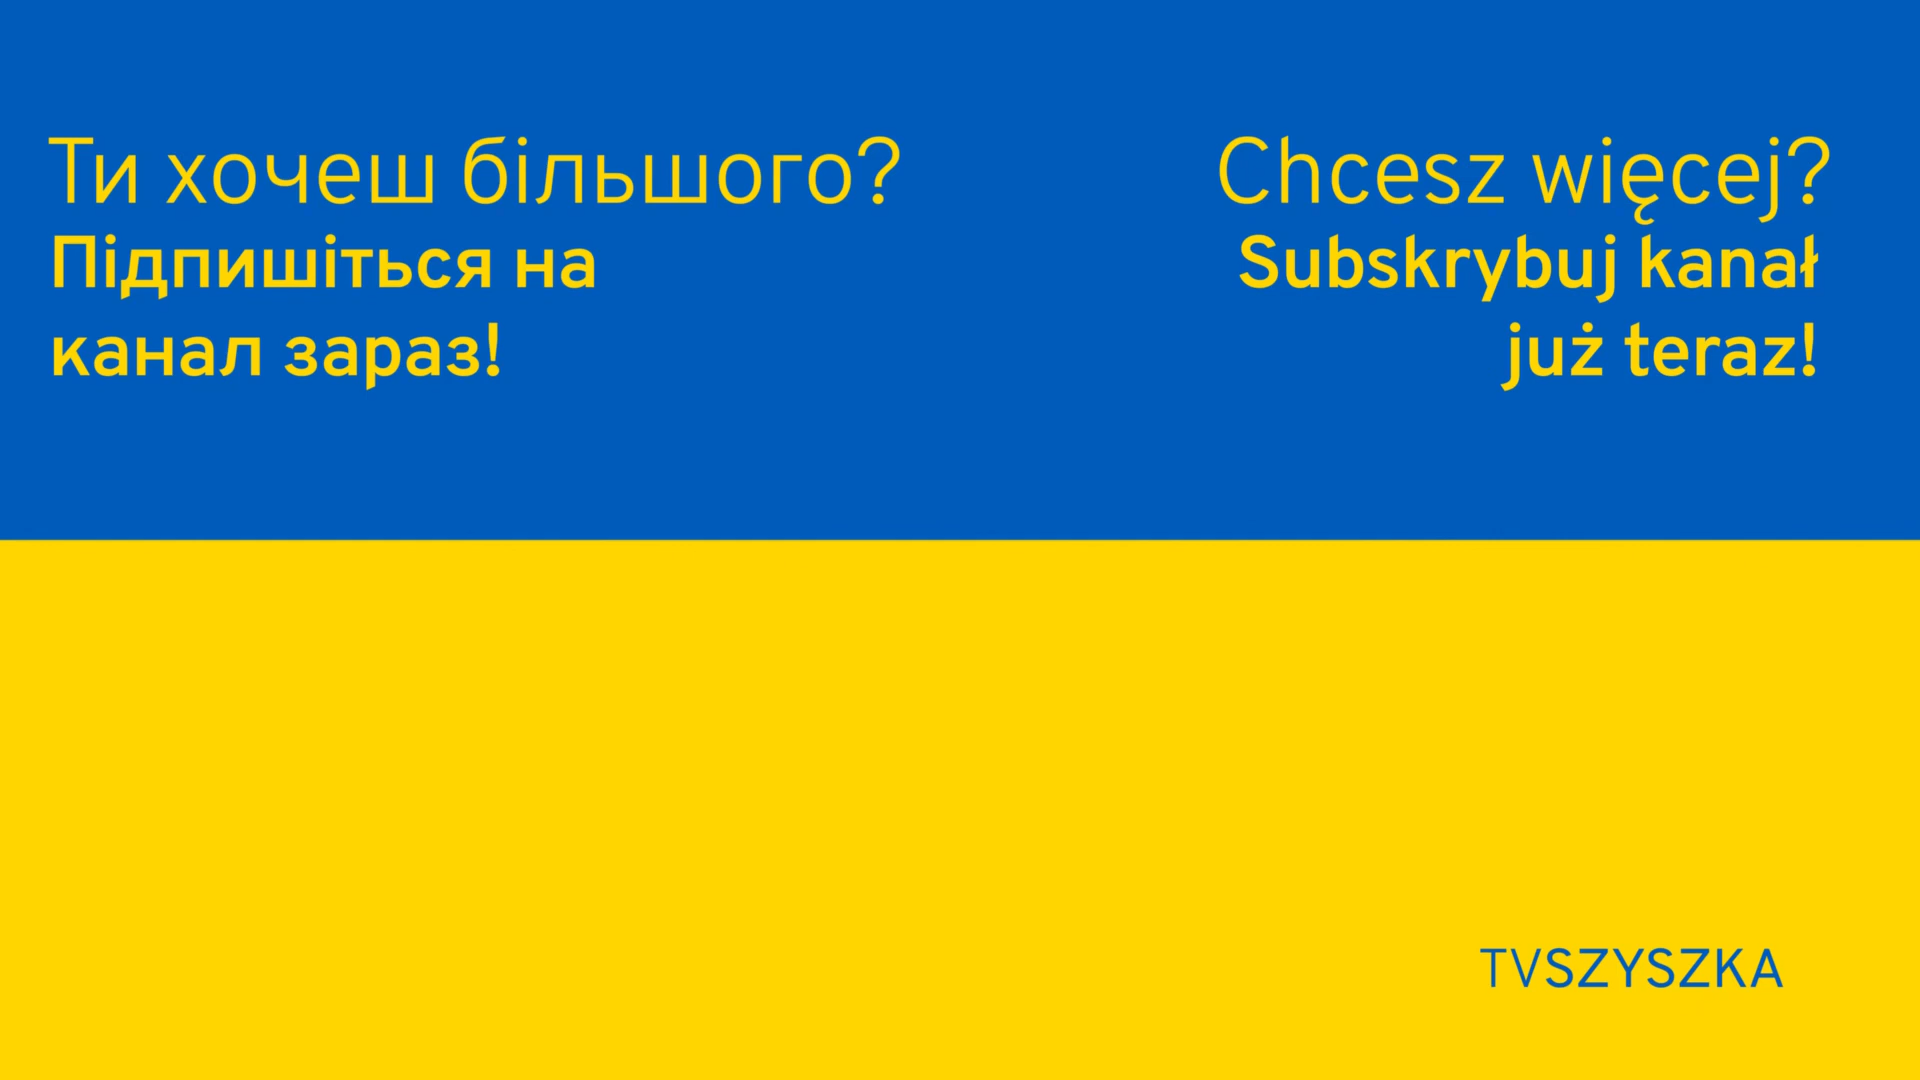 Ти хочеш більшого?
Підпишіться на
канал зараз!
Chcesz więcej?
Subskrybuj kanał
już teraz!
TVSZYSZKA